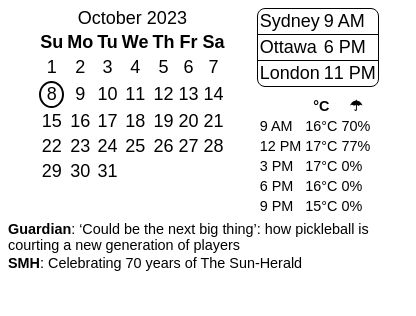 October 2023
Su Mo Tu We Th Fr Sa
1 2 3 4 5 6 7
8 9 10 11 12 13 14
15 16 17 18 19 20 21
22 23 24 25 26 27 28
29 30 31
Sydney 9 AM
Ottawa 6 PM
London 11 PM
°C ☂
9 AM 16°C 70%
12 PM 17°C 77%
3 PM 17°C 0%
6 PM 16°C 0%
9 PM 15°C 0%
Guardian: ‘Could be the next big thing’: how pickleball is
courting a new generation of players
SMH: Celebrating 70 years of The Sun-Herald